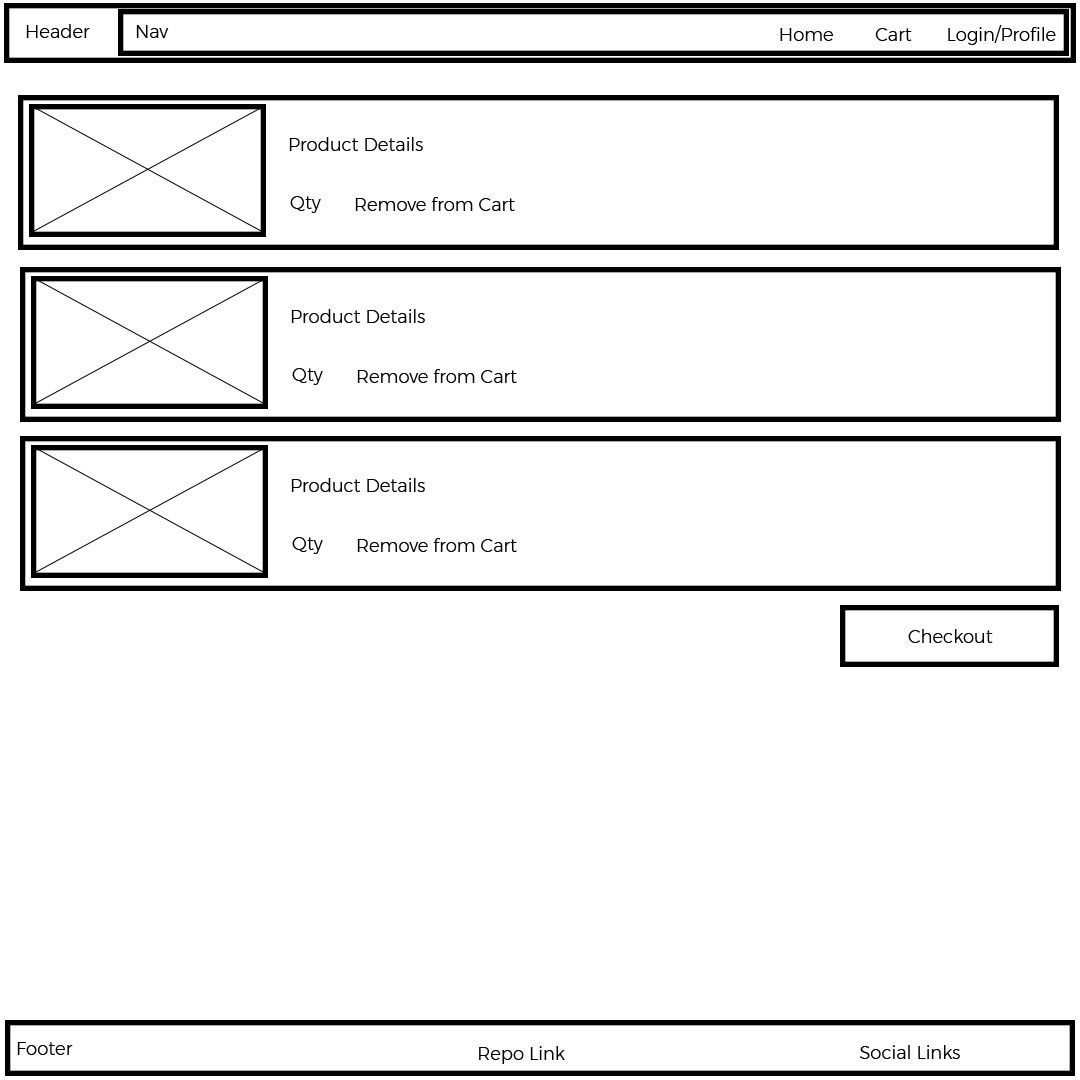 Header
Nav
Home
Cart
Login/Profile
Product Details
Qty
Remove from Cart
Product Details
Qty
Remove from Cart
Product Details
Qty
Remove from Cart
Checkout
Footer
Repo Link
Social Links